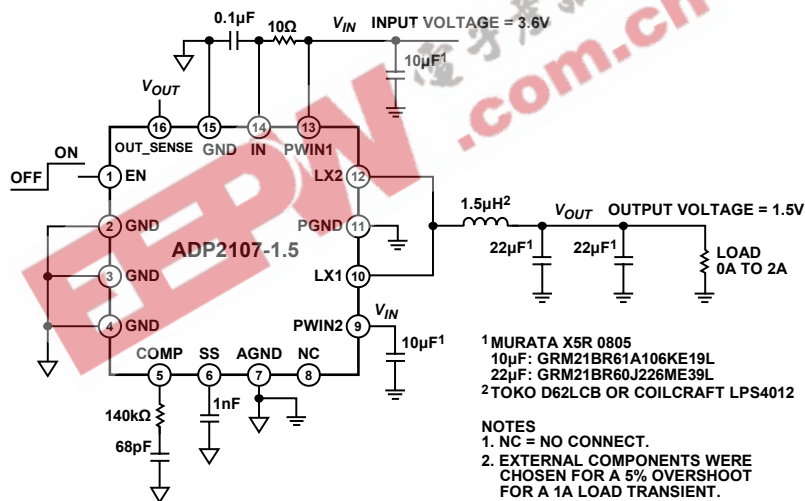 0.1µF
10Ω
VIN
INPUT VOLTAGE = 3.6V
10µF1
VOUT
16
15
14
13
OUT_SENSE
GND
IN
PWIN1
ON
OFF
1
EN
LX2
12
2
GND
PGND
11
1.5µH2
VOUT
OUTPUT VOLTAGE = 1.5V
ADP2107-1.5
22µF1
22µF1
LOAD
0A TO 2A
3
GND
LX1
10
4
GND
PWIN2
9
VIN
10µF1
COMP
SS
AGND
NC
5
6
7
8
140kΩ
1nF
68pF
1 MURATA X5R 0805
10µF: GRM21BR61A106KE19L
22µF: GRM21BR60J226ME39L
2 TOKO D62LCB OR COILCRAFT LPS4012
NOTES
1. NC = NO CONNECT.
2. EXTERNAL COMPONENTS WERE
CHOSEN FOR A 5% OVERSHOOT
FOR A 1A LOAD TRANSIENT.
EEPW.com.cn